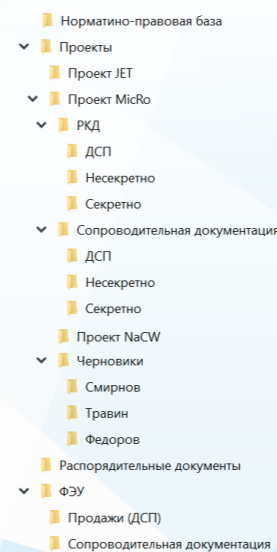 Норматино-правовая база
Проекты
Проект JET
Проект MicRo
РКД
ДСП
Несекретно
Секретно
Сопроводительная документация
ДСП
Несекретно
Секретно
Проект NaCW
Черновики
Смирнов
Травин
Федоров
Распорядительные документы
ФЭУ
Продажи (ДСП)
Сопроводительная документация